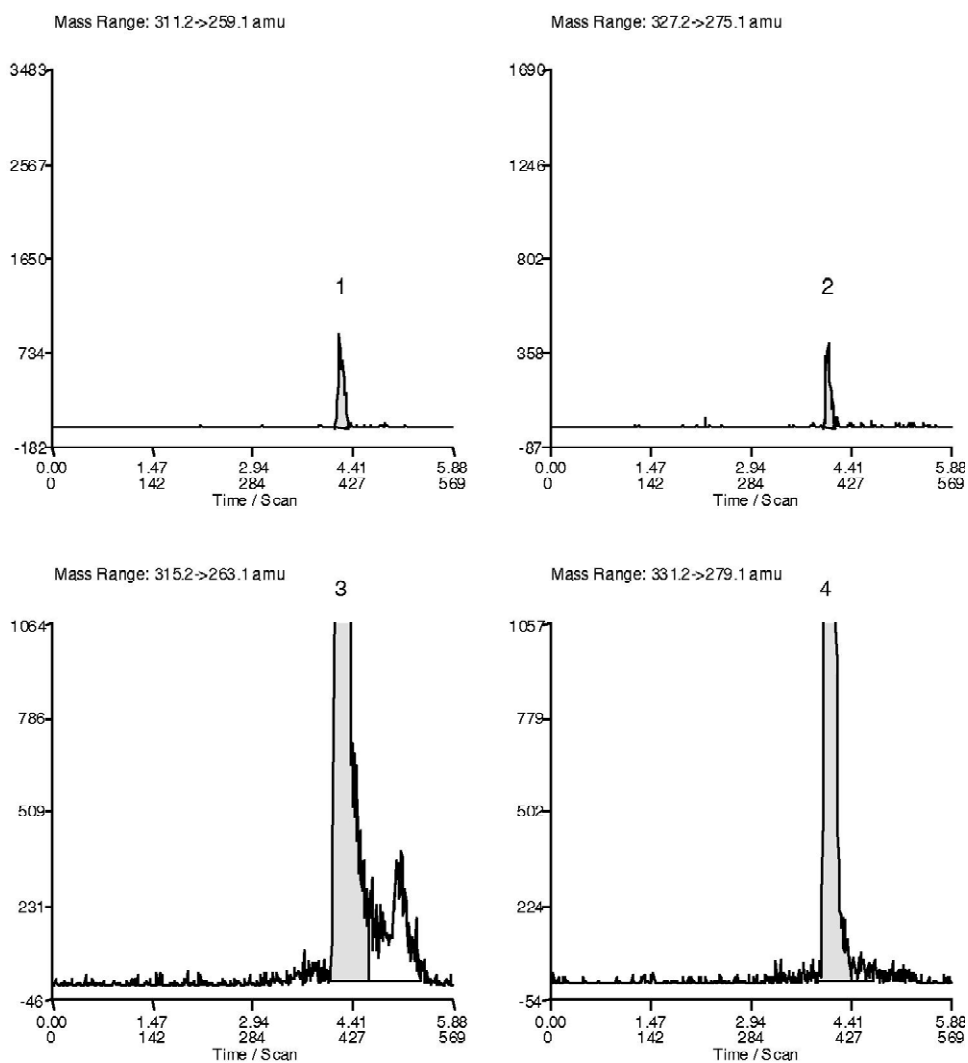 Mass Range: 311.2->259.1 amu
3483
2567
1650
734
-182
1
0.00 1.47 2.94 4.41 5.88
0 142 284 427 569
Time / Scan
Mass Range: 327.2->275.1 amu
1690
1246
802
358
-87
2
0.00 1.47 2.94 4.41 5.88
0 142 284 427 569
Time / Scan
Mass Range: 315.2->263.1 amu
3
1064
786
509
231
-46
0.00 1.47 2.94 4.41 5.88
0 142 284 427 569
Time / Scan
Mass Range: 331.2->279.1 amu
4
1057
779
502
224
-54
0.00 1.47 2.94 4.41 5.88
0 142 284 427 569
Time / Scan